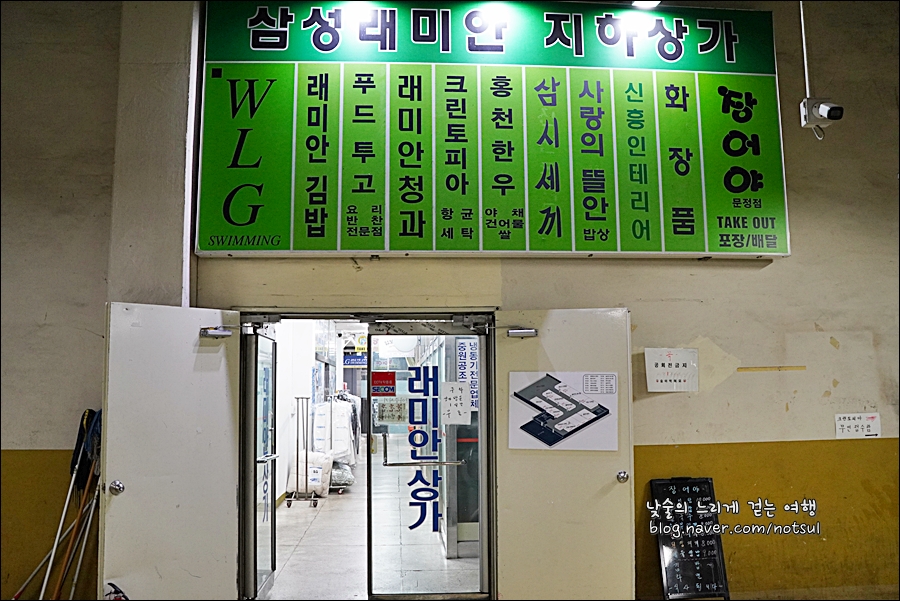 삼성래미안 지하상가
WLG
SWIMMING
래미안 김밥
푸드투고
요리
반찬
전문점
래미안청과
크린토피아
항균
세탁
홍천한우
야채
건어물
쌀
삼시세끼
사랑의 뜰안
밥상
신흥인테리어
화장품
장어야
문정점
TAKE OUT
포장/배달
냉동기전문업체
중원공조
SECOM
래미안상가
크린토피아
장어야
낮술의 느리게 걷는 여행
blog.naver.com/notsul